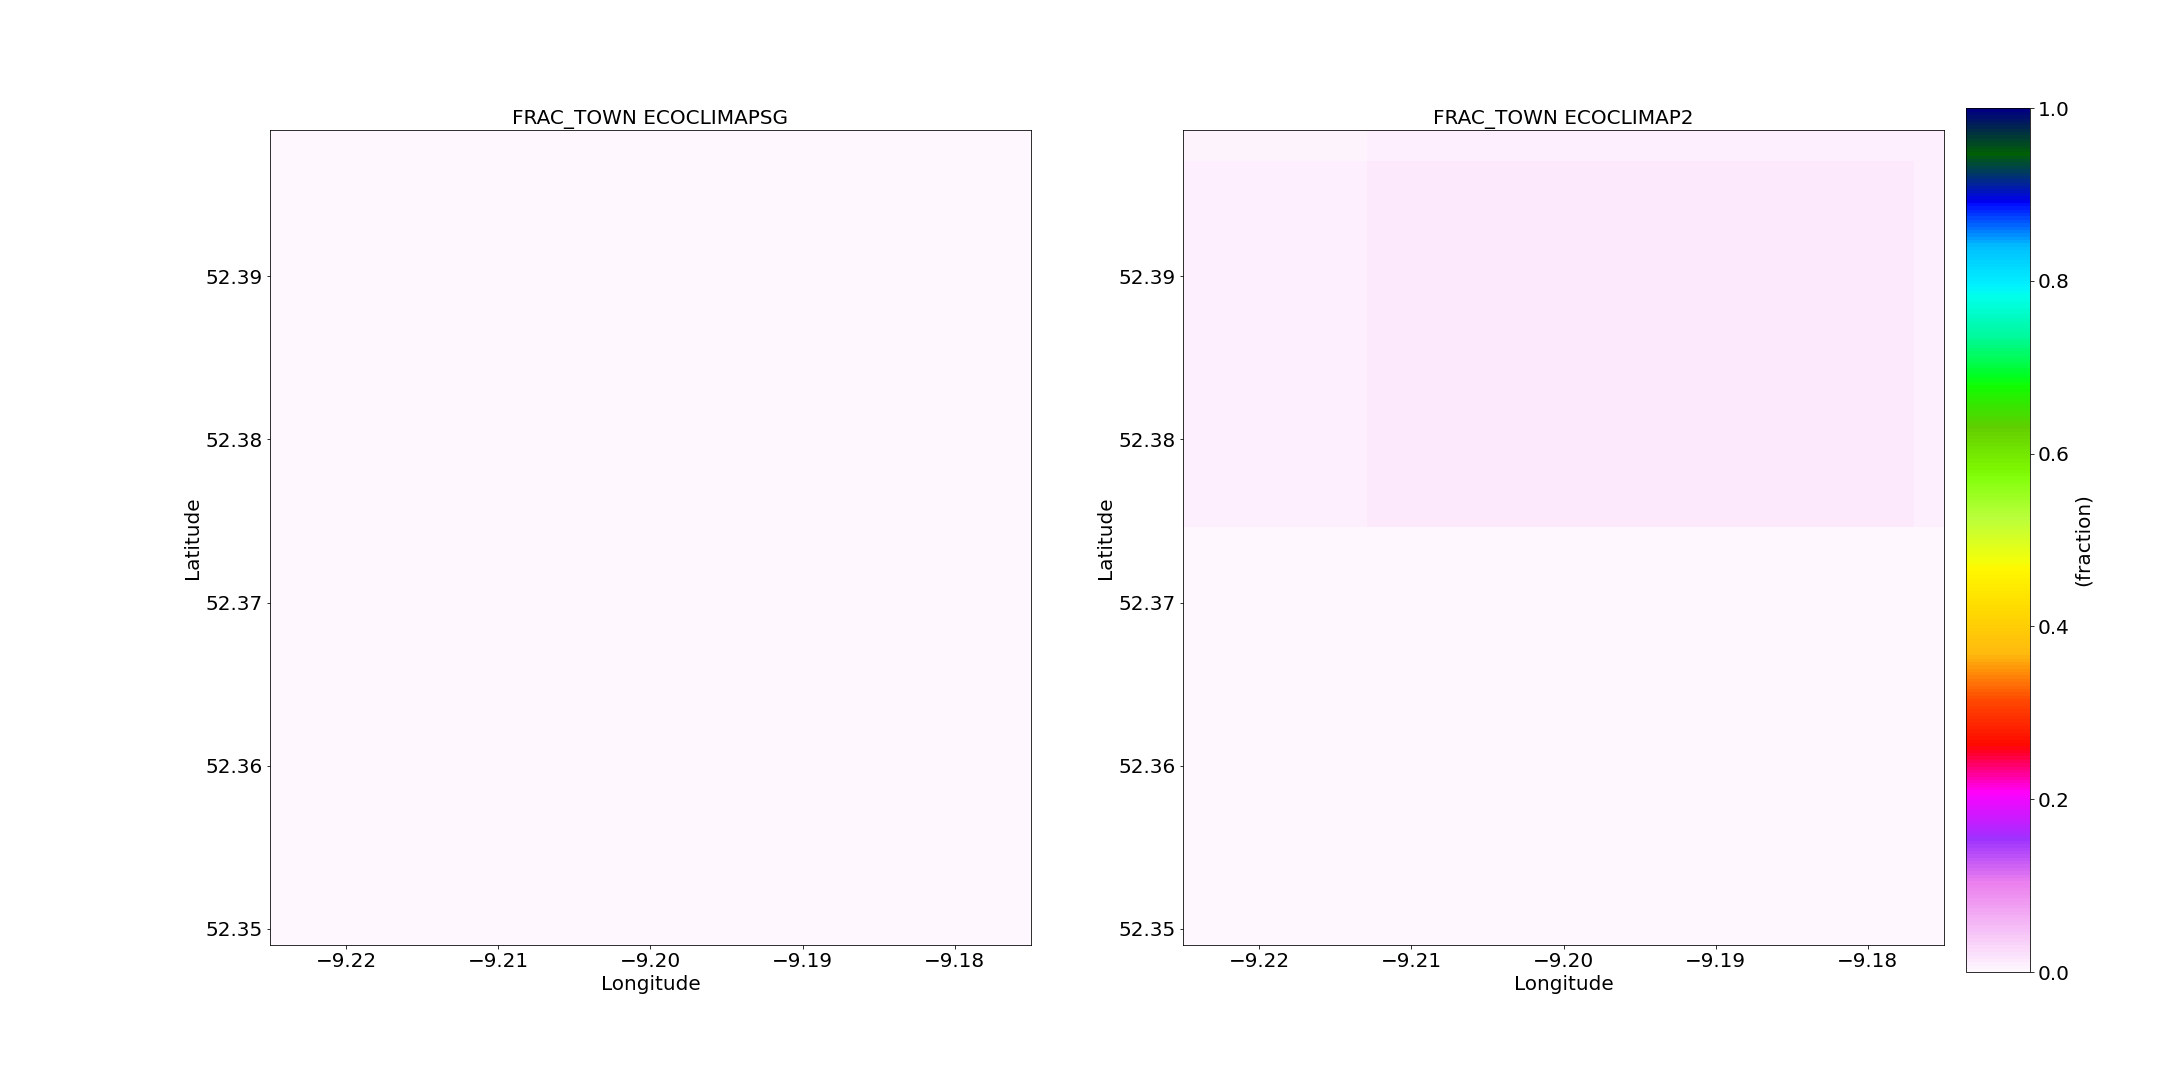 FRAC_TOWN ECOCLIMAPSG
52.39
52.38
52.37
52.36
52.35
Latitude
−9.22 −9.21 −9.20 −9.19 −9.18
Longitude
FRAC_TOWN ECOCLIMAP2
52.39
52.38
52.37
52.36
52.35
Latitude
−9.22 −9.21 −9.20 −9.19 −9.18
Longitude
1.0
0.8
0.6
0.4
0.2
0.0
(fraction)